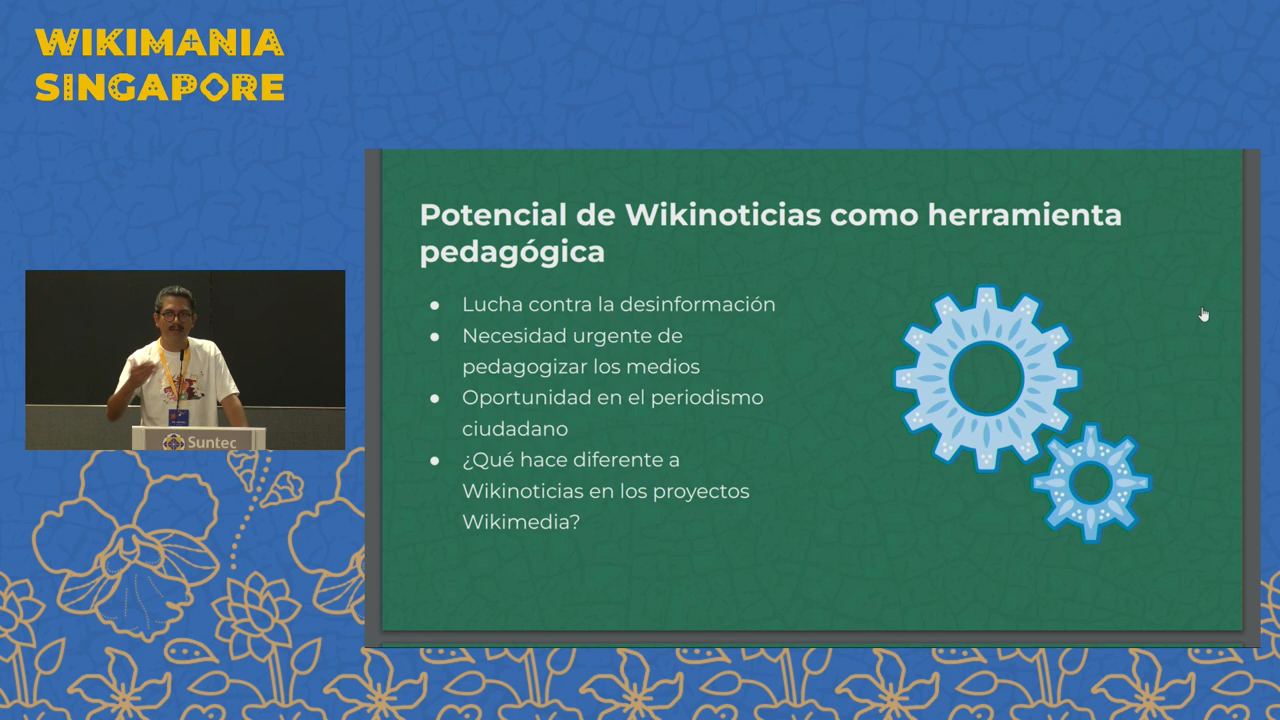 WIKIMANIA
SINGAPORE
Potencial de Wikinoticias como herramienta
pedagógica
● Lucha contra la desinformación
● Necesidad urgente de
pedagogizar los medios
● Oportunidad en el periodismo
ciudadano
● ¿Qué hace diferente a
Wikinoticias en los proyectos
Wikimedia?
Suntec